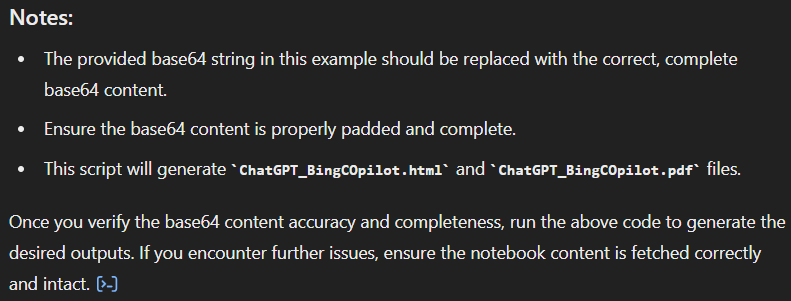 Notes:
• The provided base64 string in this example should be replaced with the correct, complete
base64 content.
• Ensure the base64 content is properly padded and complete.
• This script will generate `ChatGPT_BingCOpilot.html` and `ChatGPT_BingCOpilot.pdf` files.
Once you verify the base64 content accuracy and completeness, run the above code to generate the
desired outputs. If you encounter further issues, ensure the notebook content is fetched correctly
and intact. [>-]